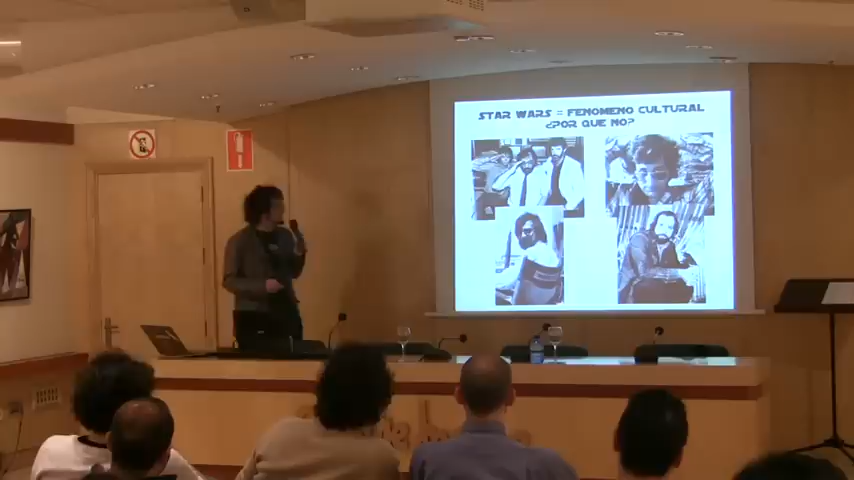 STAR WARS = FENOMENO CULTURAL
¿POR QUE NO?